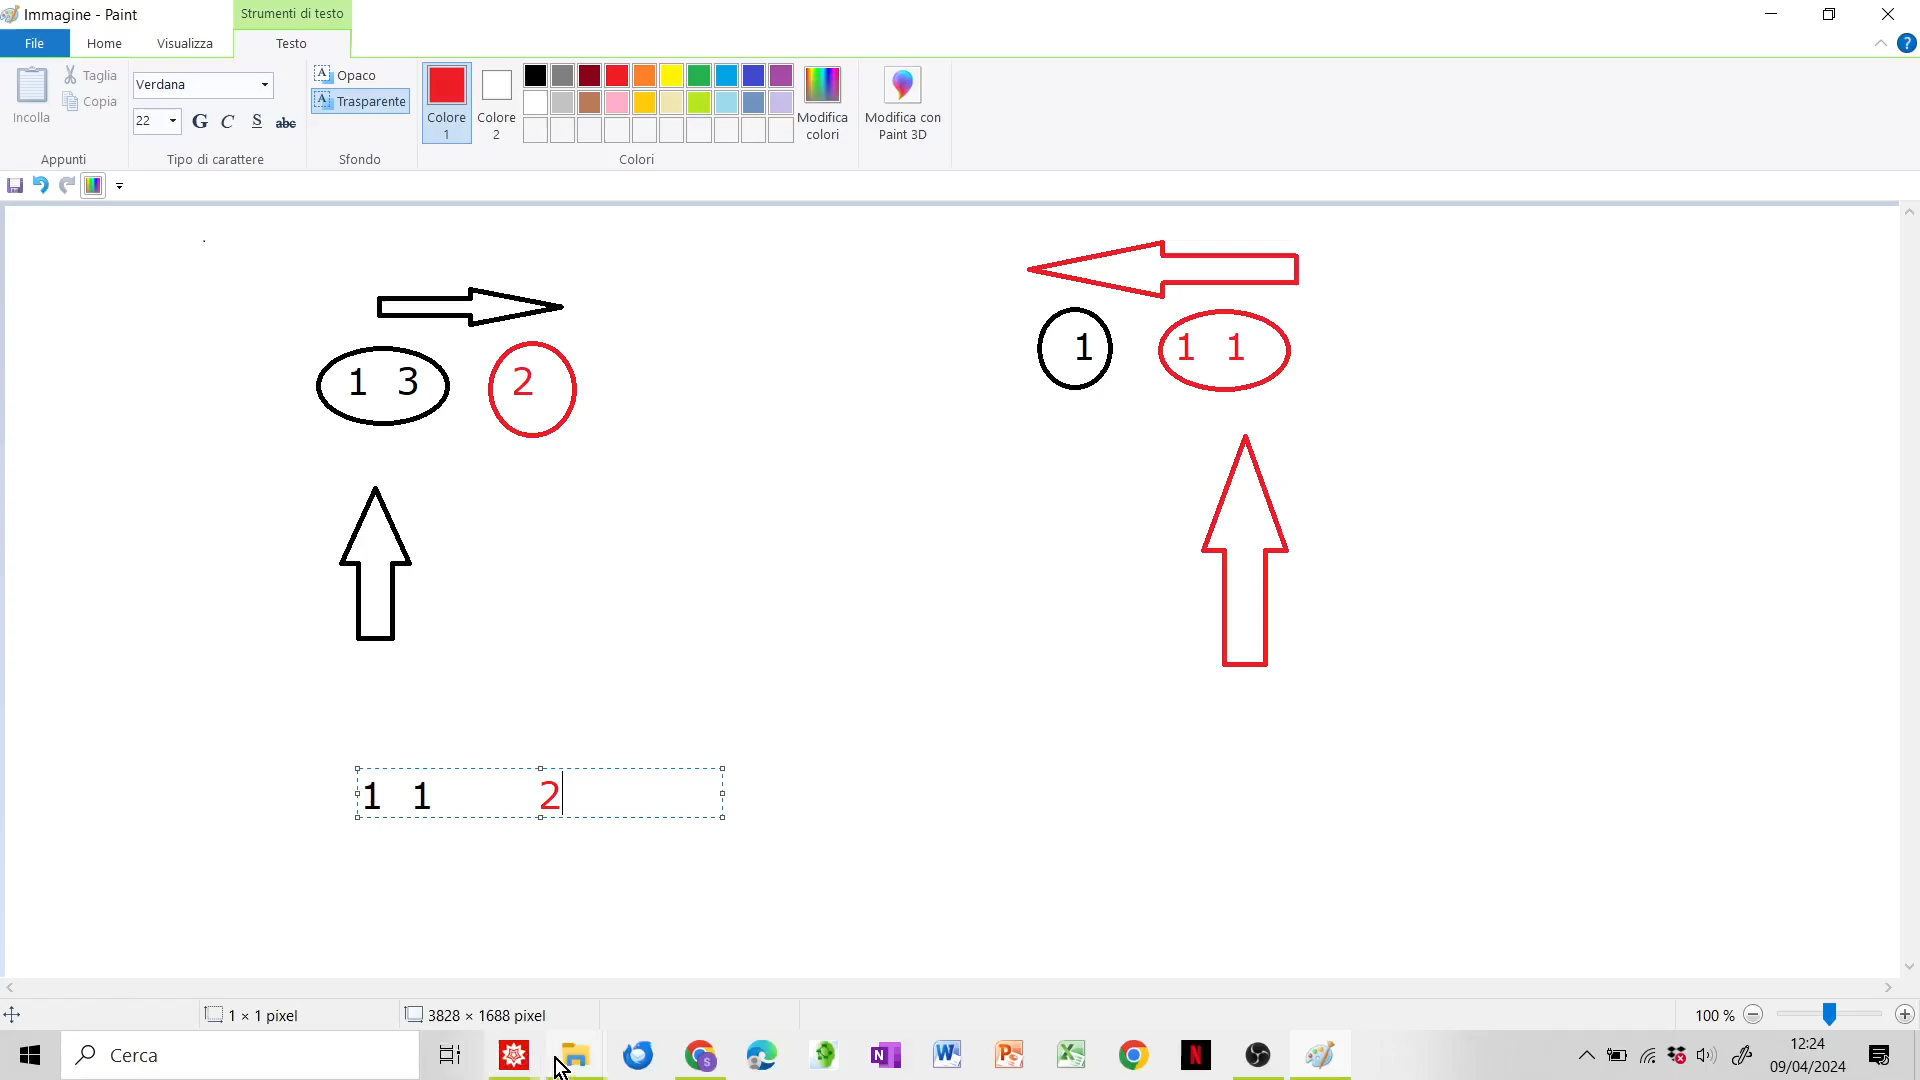 Immagine - Paint
Strumenti di testo
File
Home
Visualizza
Testo
Incolla
Taglia
Copia
Appunti
Verdana
22
G C S abc
Tipo di carattere
Opaco
Trasparente
Sfondo
Colore 1
Colore 2
Modifica colori
Colori
Modifica con Paint 3D
1 3 2
1 1 1
1 1 2
1 × 1 pixel
3828 × 1688 pixel
100 %
Cerca
12:24
09/04/2024